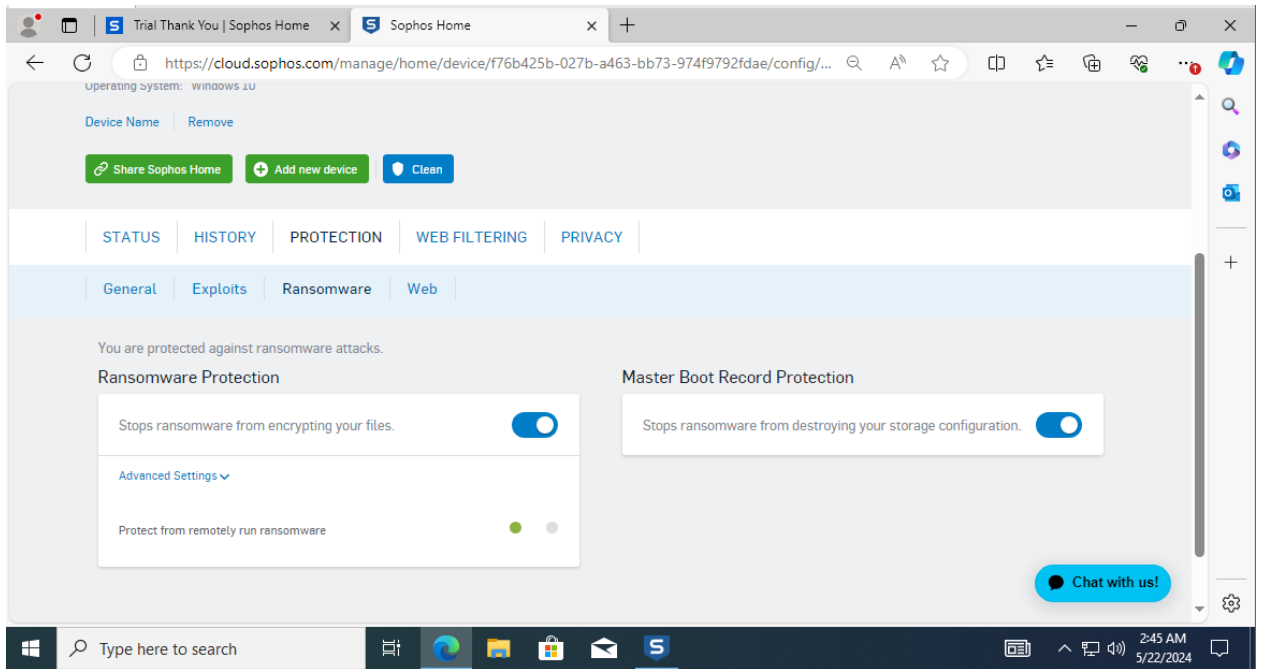 Trial Thank You | Sophos Home
Sophos Home
https://cloud.sophos.com/manage/home/device/f76b425b-027b-a463-bb73-974f9792fdae/config/...
Operating System: Windows 10
Device Name Remove
Share Sophos Home Add new device Clean
STATUS HISTORY PROTECTION WEB FILTERING PRIVACY
General Exploits Ransomware Web
You are protected against ransomware attacks.
Ransomware Protection
Stops ransomware from encrypting your files.
Advanced Settings
Protect from remotely run ransomware
Master Boot Record Protection
Stops ransomware from destroying your storage configuration.
Chat with us!
Type here to search
2:45 AM
5/22/2024